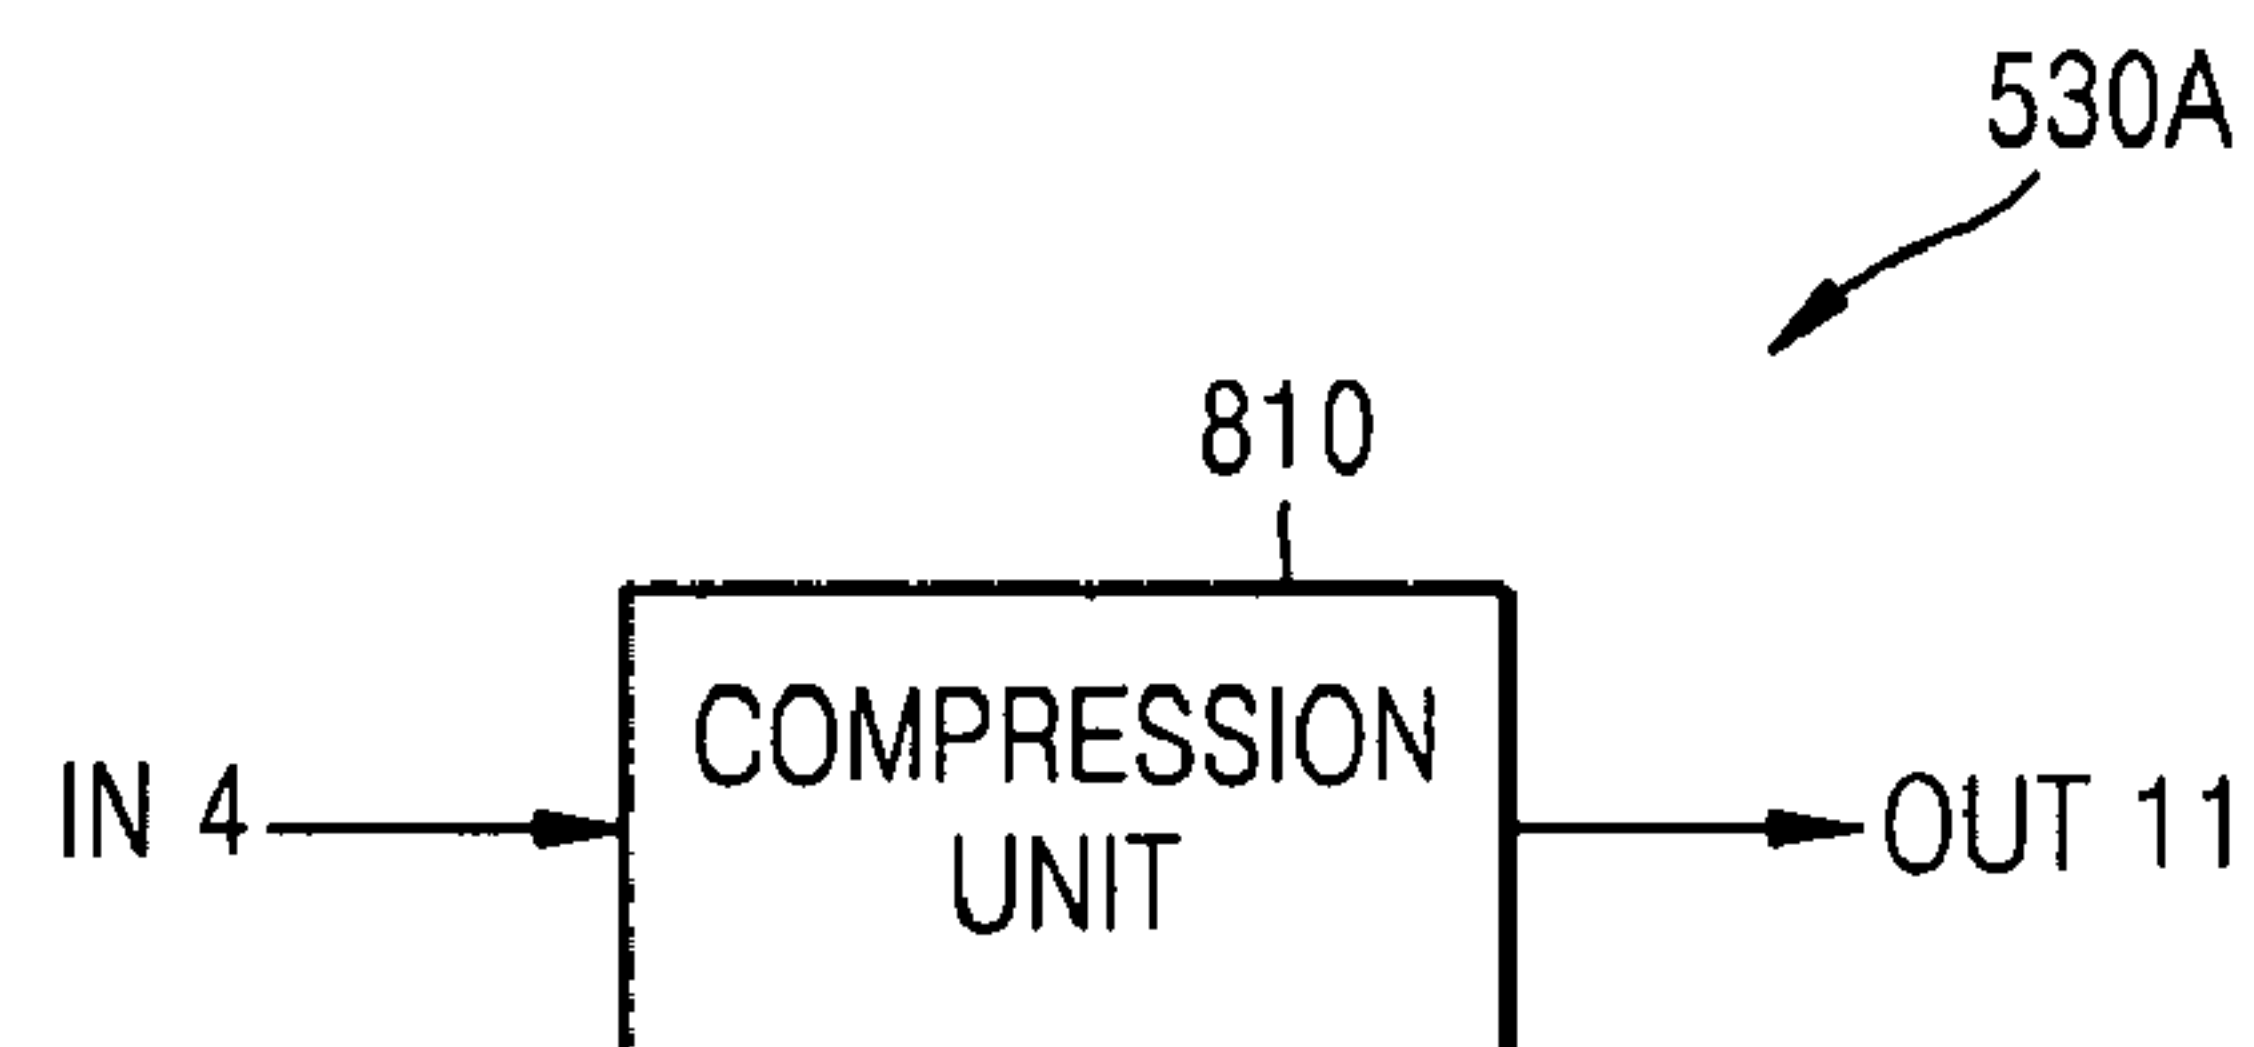 530A
810
COMPRESSION
UNIT
IN 4
OUT 11